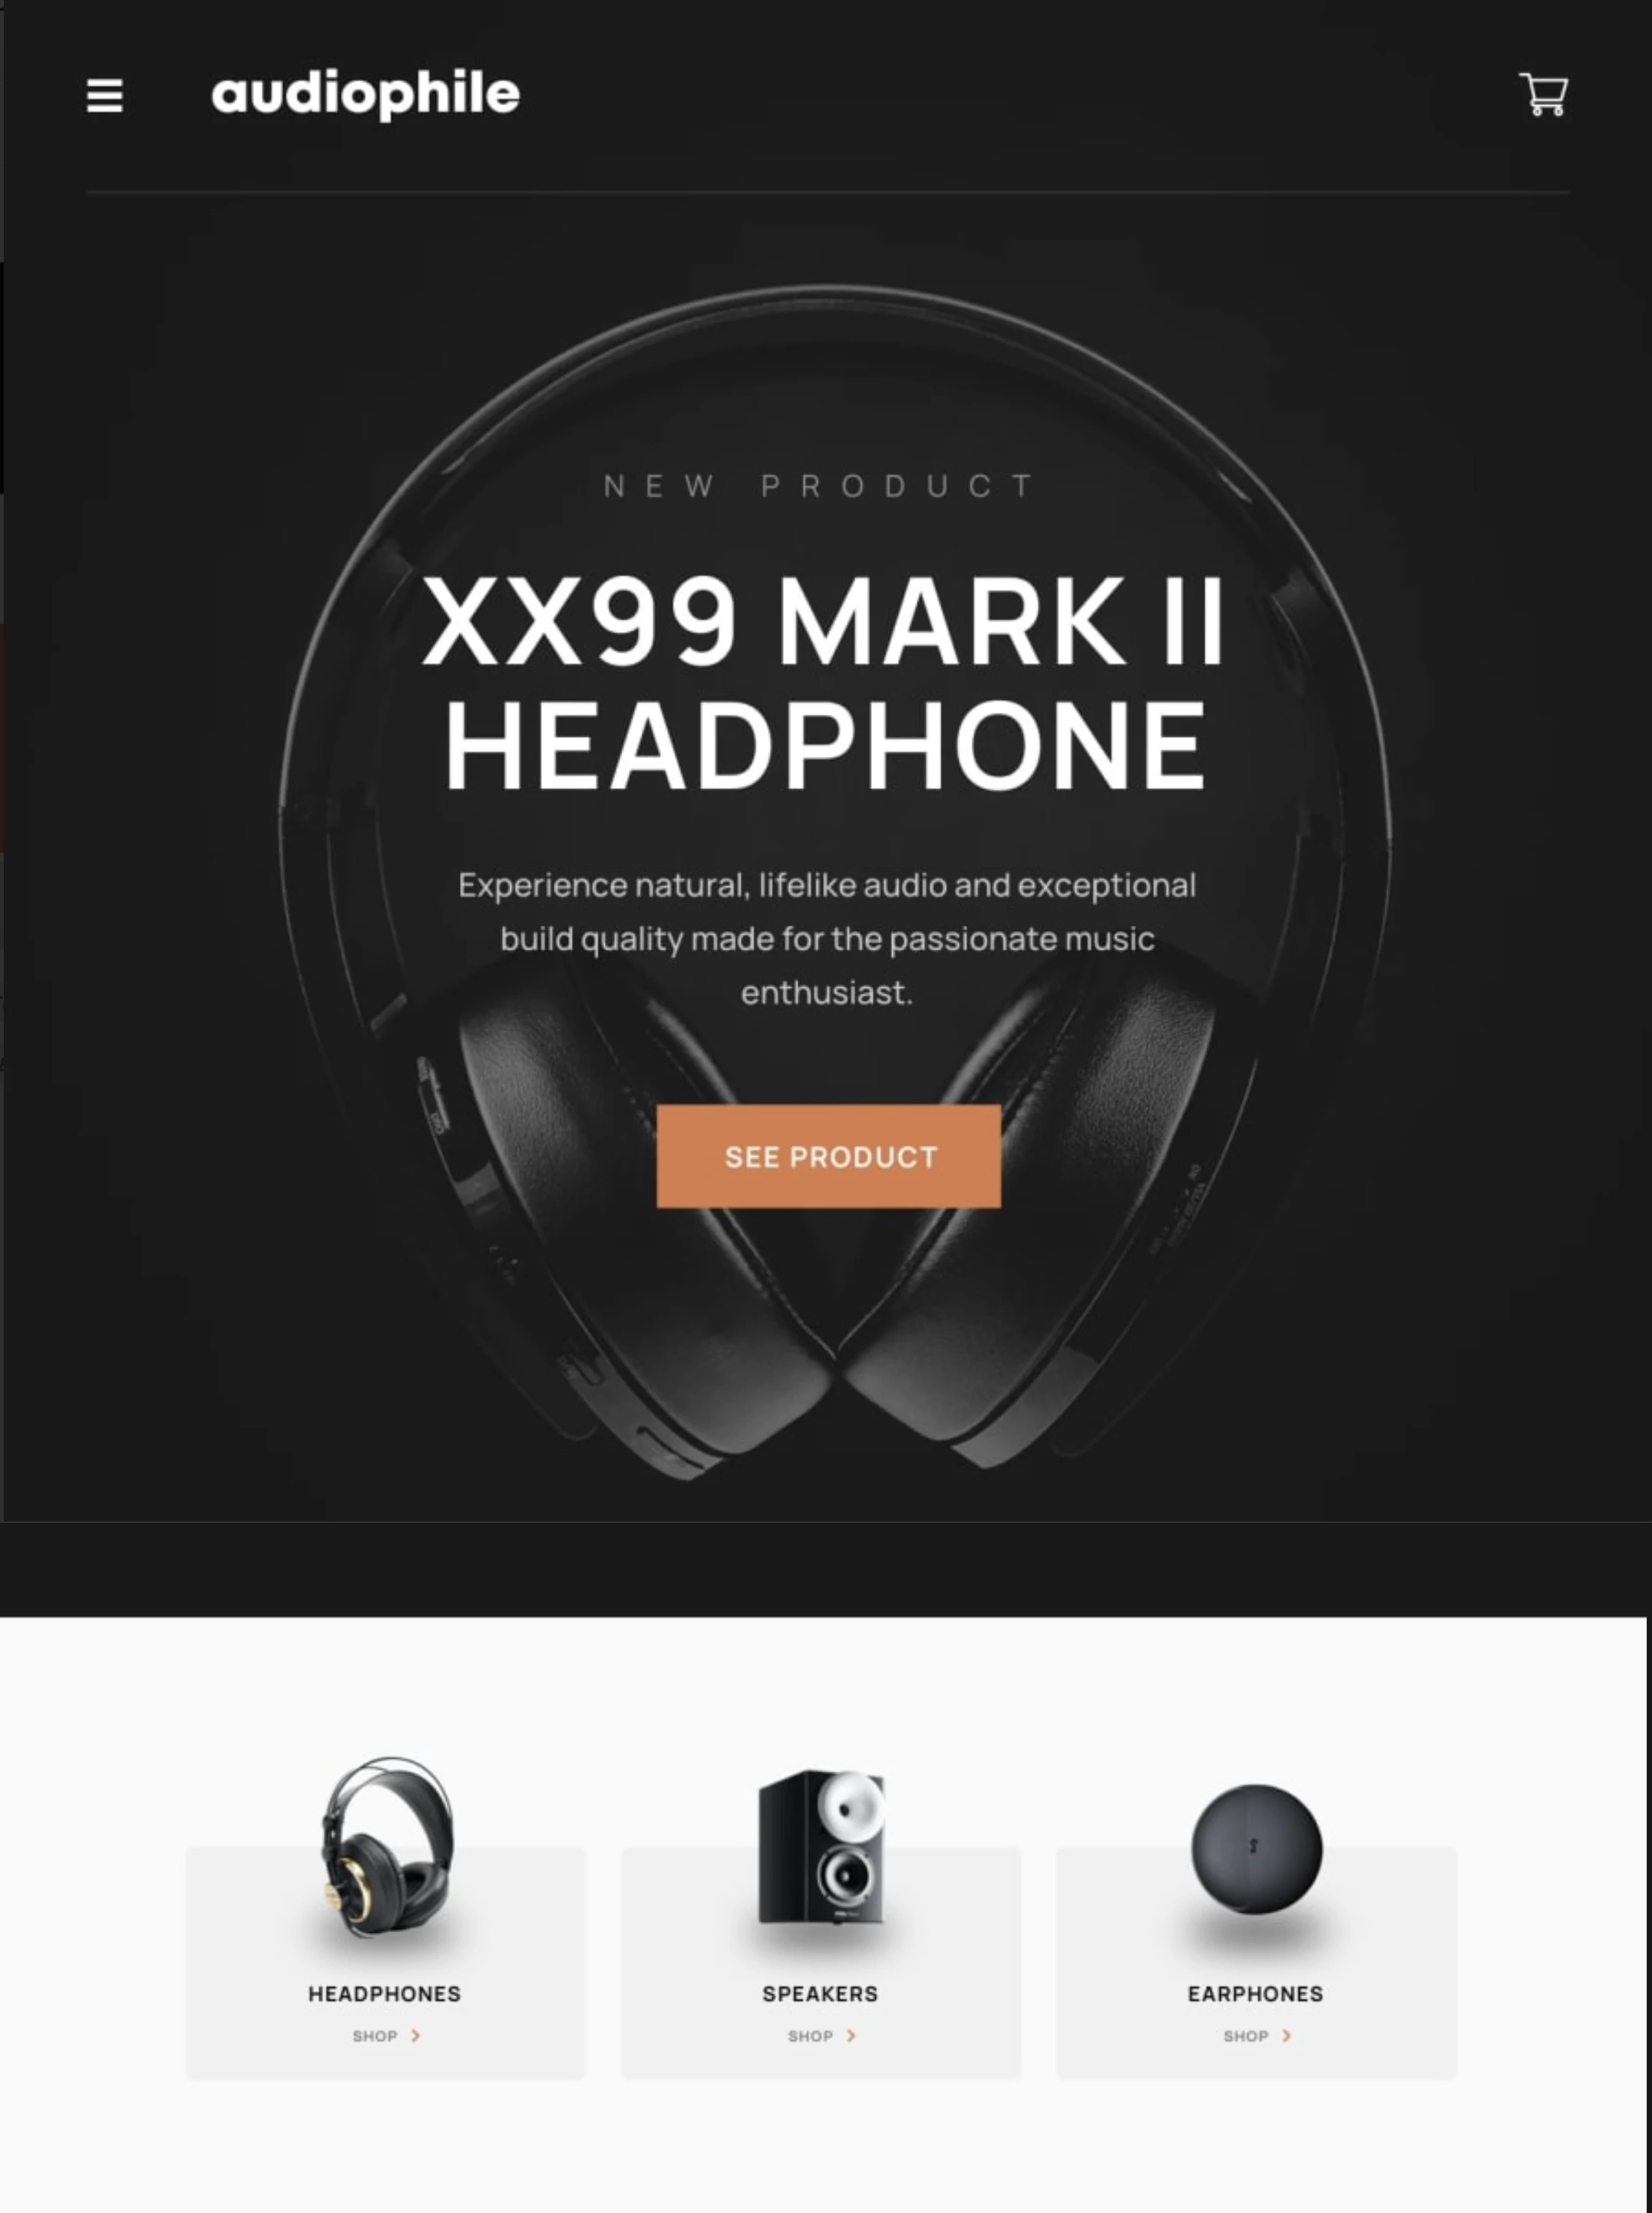 audiophile
NEW PRODUCT
XX99 MARK II
HEADPHONE
Experience natural, lifelike audio and exceptional
build quality made for the passionate music
enthusiast.
SEE PRODUCT
HEADPHONES
SHOP
SPEAKERS
SHOP
EARPHONES
SHOP